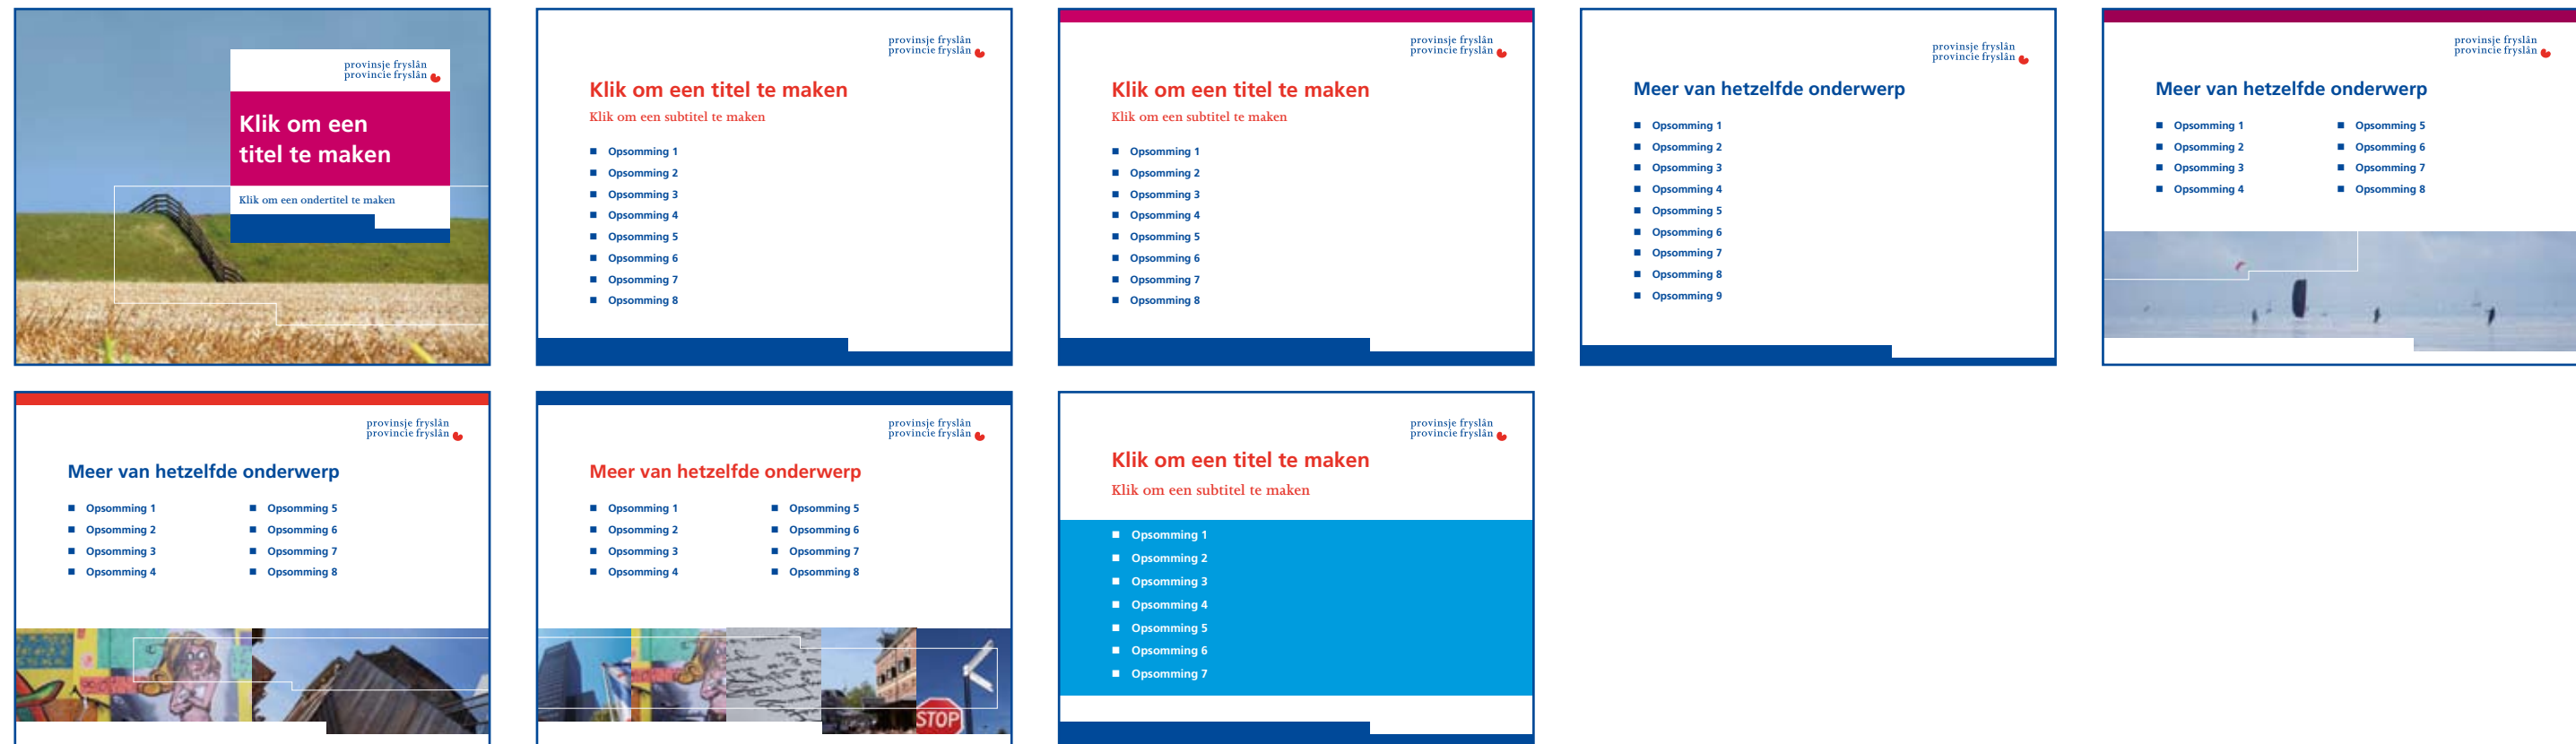 provinsje fryslân
provincie fryslân
Klik om een
titel te maken
Klik om een ondertitel te maken
provinsje fryslân
provincie fryslân
Klik om een titel te maken
Klik om een subtitel te maken
Opsomming 1
Opsomming 2
Opsomming 3
Opsomming 4
Opsomming 5
Opsomming 6
Opsomming 7
Opsomming 8
provinsje fryslân
provincie fryslân
Klik om een titel te maken
Klik om een subtitel te maken
Opsomming 1
Opsomming 2
Opsomming 3
Opsomming 4
Opsomming 5
Opsomming 6
Opsomming 7
Opsomming 8
provinsje fryslân
provincie fryslân
Meer van hetzelfde onderwerp
Opsomming 1
Opsomming 2
Opsomming 3
Opsomming 4
Opsomming 5
Opsomming 6
Opsomming 7
Opsomming 8
Opsomming 9
provinsje fryslân
provincie fryslân
Meer van hetzelfde onderwerp
Opsomming 1
Opsomming 2
Opsomming 3
Opsomming 4
Opsomming 5
Opsomming 6
Opsomming 7
Opsomming 8
provinsje fryslân
provincie fryslân
Meer van hetzelfde onderwerp
Opsomming 1
Opsomming 2
Opsomming 3
Opsomming 4
Opsomming 5
Opsomming 6
Opsomming 7
Opsomming 8
provinsje fryslân
provincie fryslân
Meer van hetzelfde onderwerp
Opsomming 1
Opsomming 2
Opsomming 3
Opsomming 4
Opsomming 5
Opsomming 6
Opsomming 7
Opsomming 8
STOP
provinsje fryslân
provincie fryslân
Klik om een titel te maken
Klik om een subtitel te maken
Opsomming 1
Opsomming 2
Opsomming 3
Opsomming 4
Opsomming 5
Opsomming 6
Opsomming 7